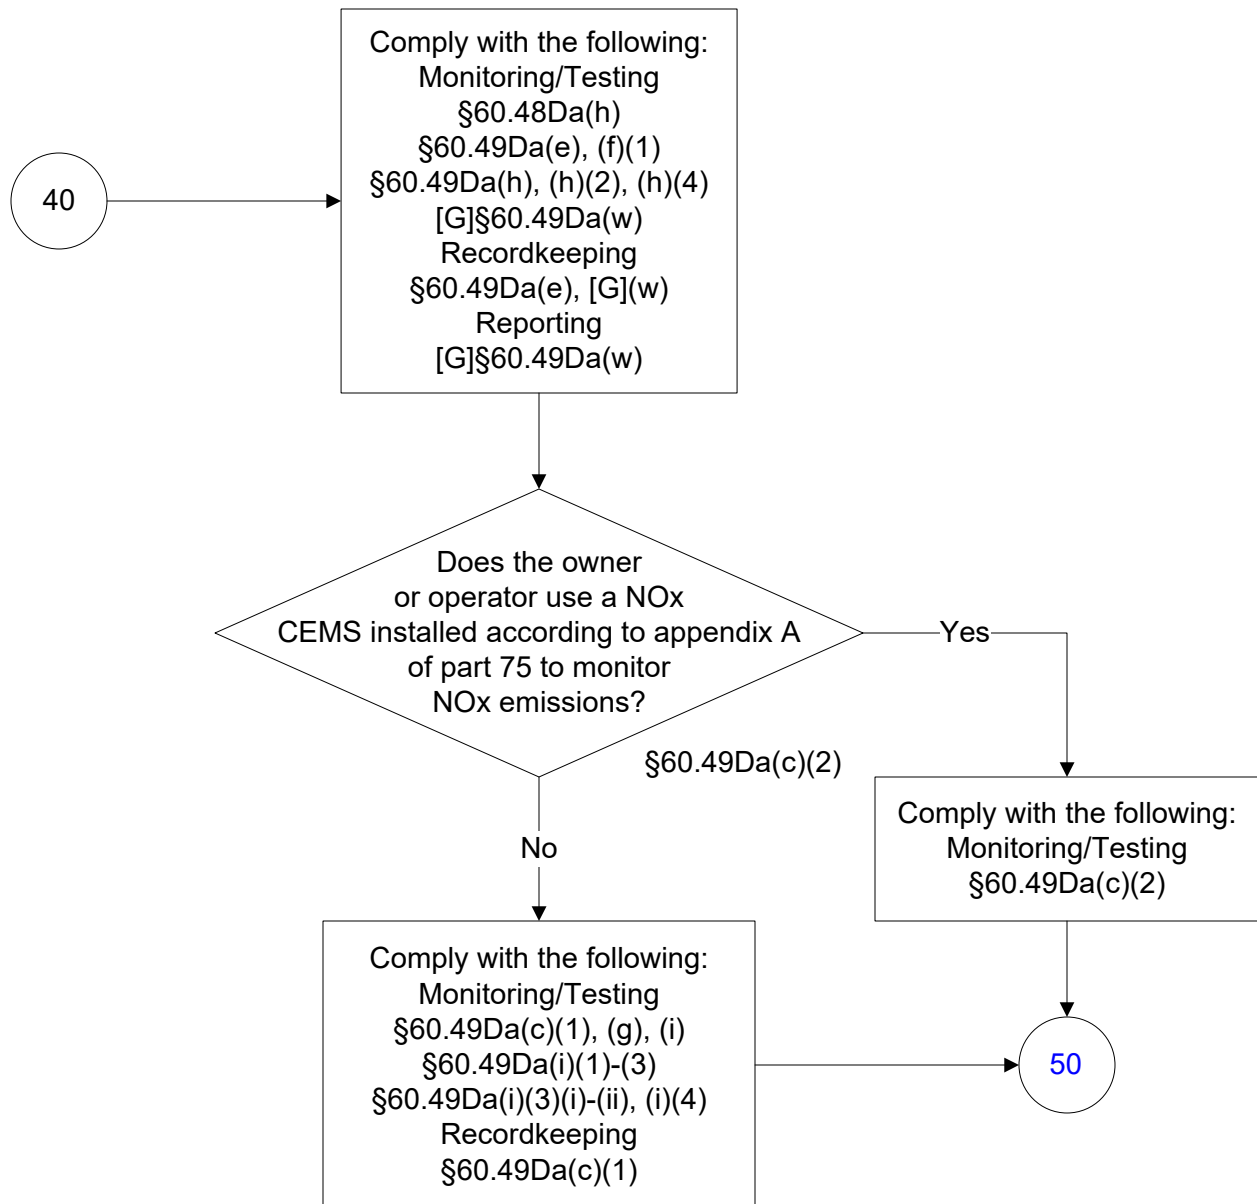 Comply with the following:
Monitoring/Testing
§60.48Da(h)
§60.49Da(e), (f)(1)
§60.49Da(h), (h)(2), (h)(4)
[G]§60.49Da(w)
Recordkeeping
§60.49Da(e), [G](w)
Reporting
[G]§60.49Da(w)
40
Does the owner
or operator use a NOx
CEMS installed according to appendix A
of part 75 to monitor
NOx emissions?
Yes
§60.49Da(c)(2)
No
Comply with the following:
Monitoring/Testing
§60.49Da(c)(2)
Comply with the following:
Monitoring/Testing
§60.49Da(c)(1), (g), (i)
§60.49Da(i)(1)-(3)
§60.49Da(i)(3)(i)-(ii), (i)(4)
Recordkeeping
§60.49Da(c)(1)
50